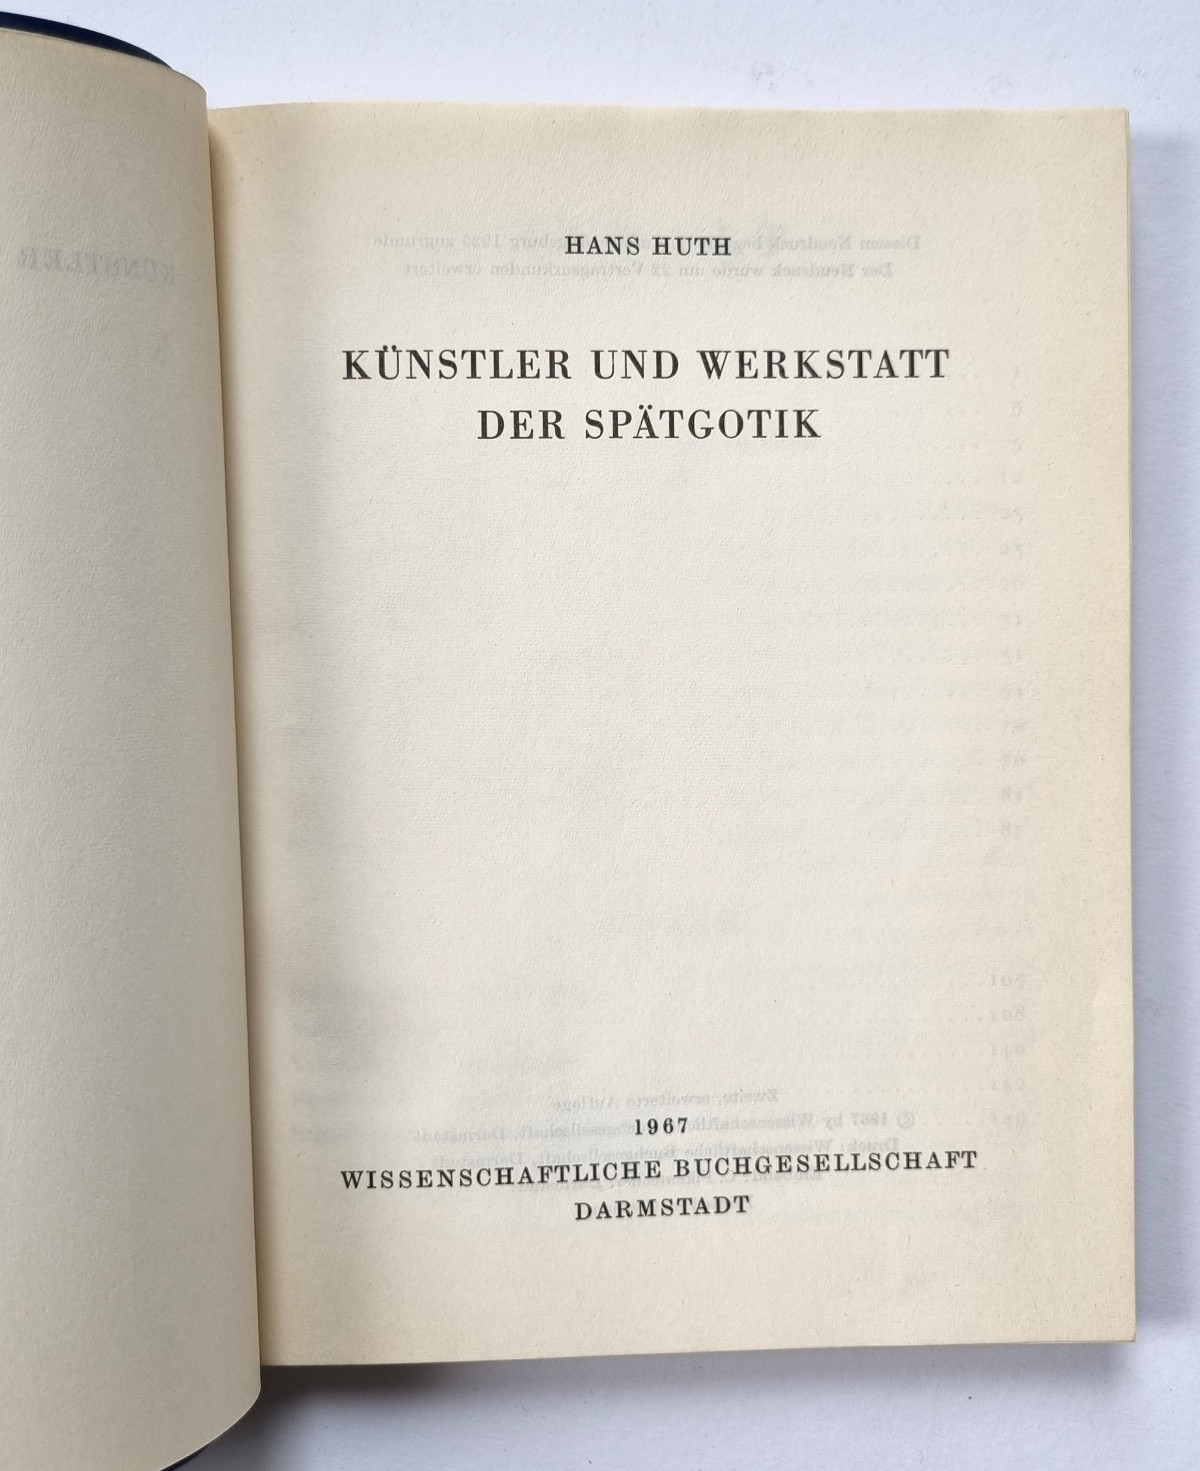 HANS HUTH
KÜNSTLER UND WERKSTATT
DER SPÄTGOTIK
1967
WISSENSCHAFTLICHE BUCHGESELLSCHAFT
DARMSTADT